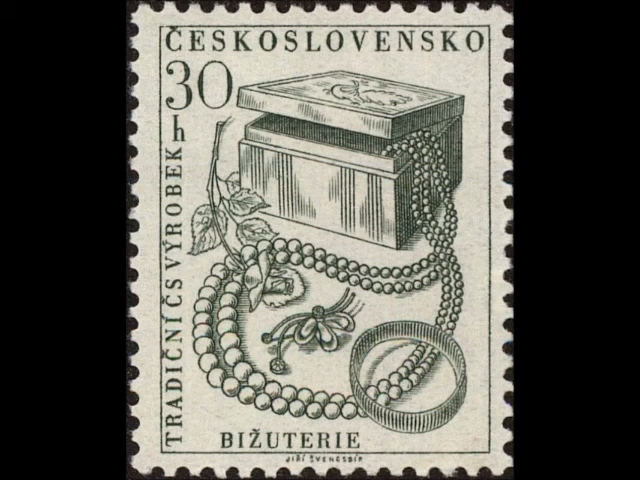 ČESKOSLOVENSKO
30
h
TRADIČNÍ ČS VÝROBEK
BIŽUTERIE
JIŘÍ ŠVENGSBÍR